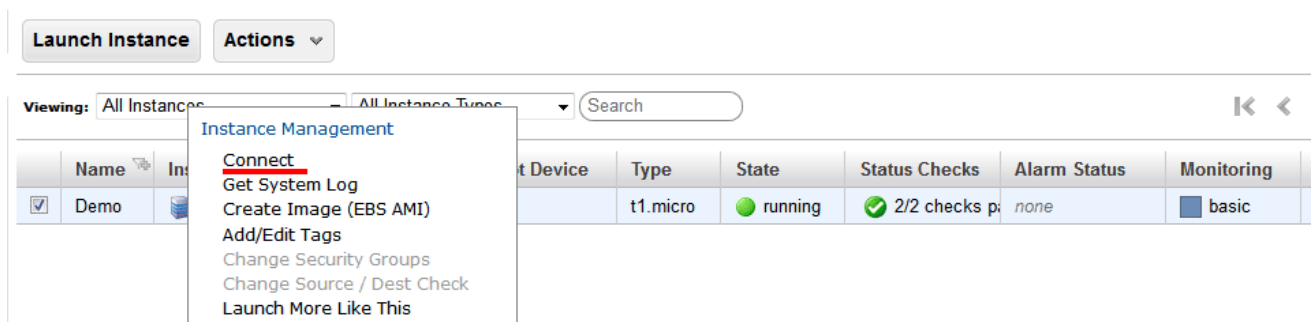 Launch Instance Actions
Viewing: All Instances All Instance Types Search
Instance Management
Name Ins t Device Type State Status Checks Alarm Status Monitoring
Connect
Get System Log
Demo t1.micro running 2/2 checks pa none basic
Create Image (EBS AMI)
Add/Edit Tags
Change Security Groups
Change Source / Dest Check
Launch More Like This